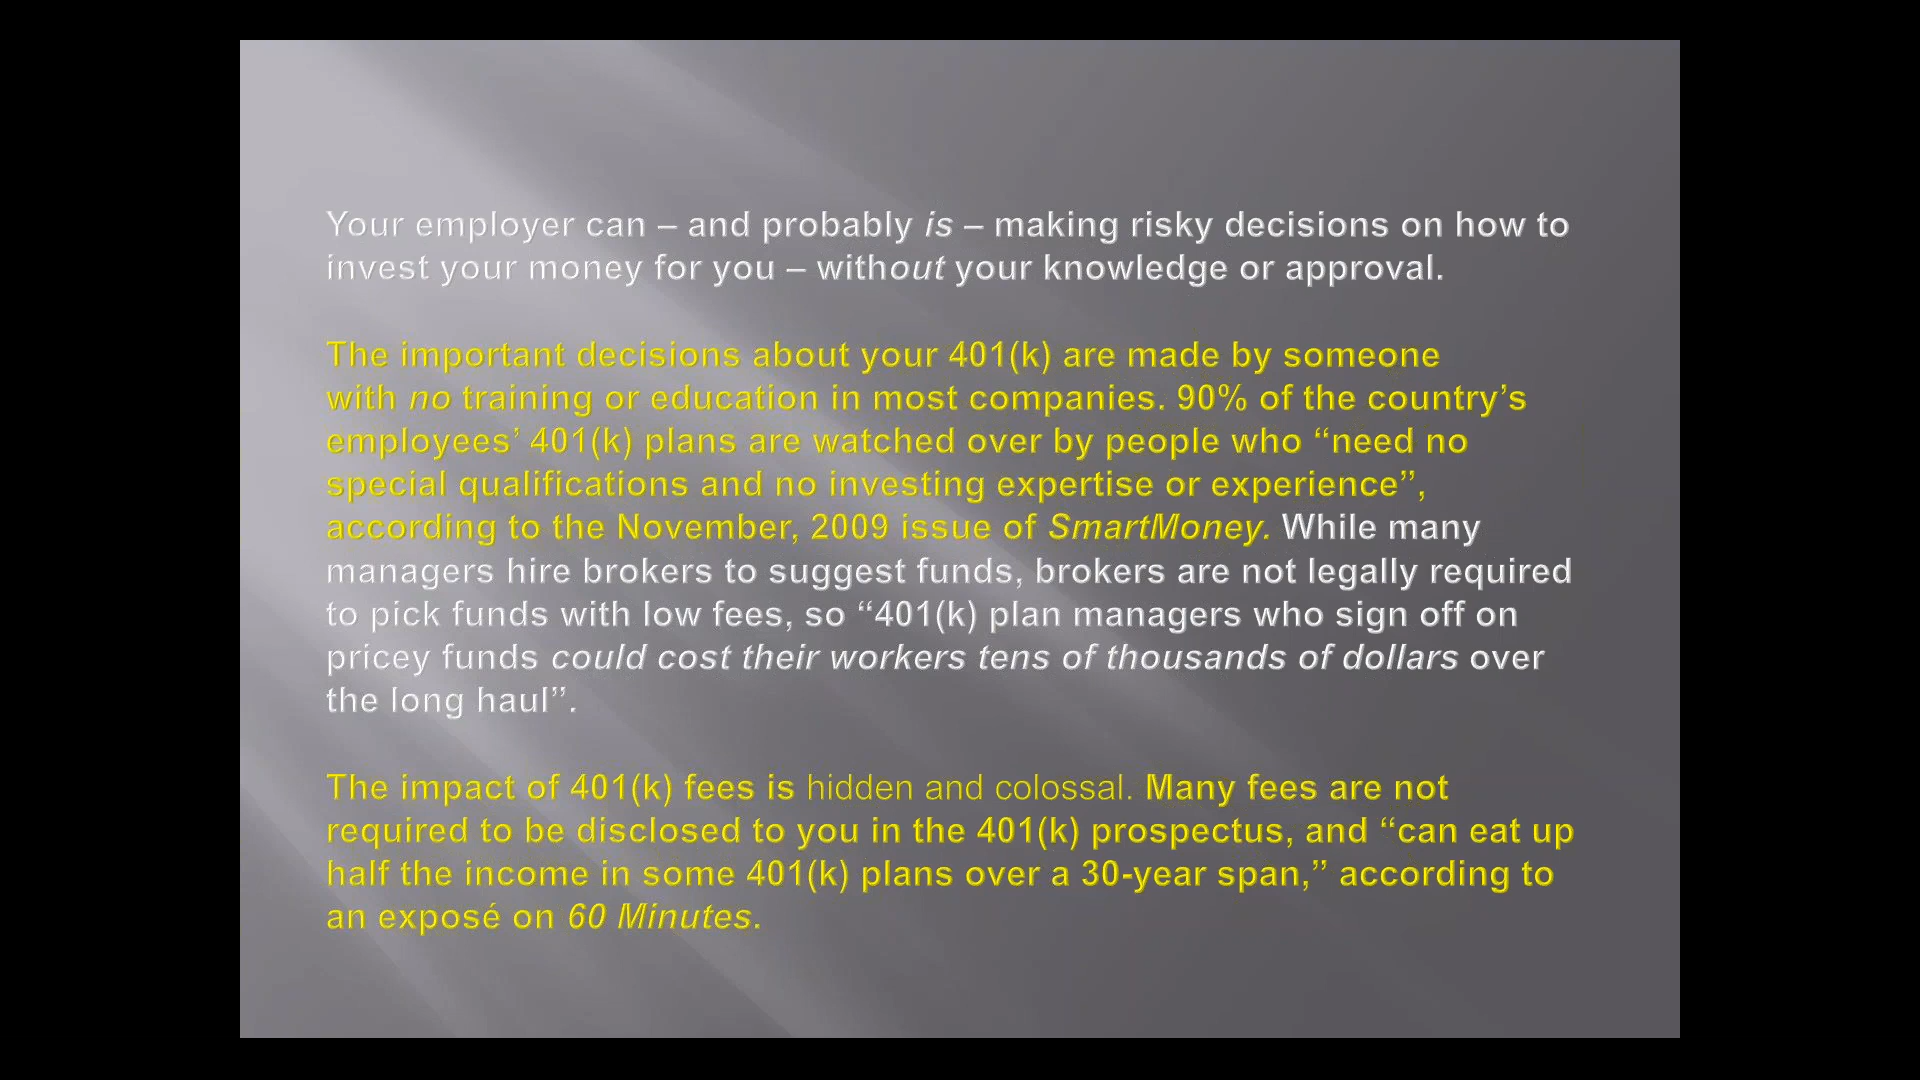 Your employer can – and probably is – making risky decisions on how to
invest your money for you – without your knowledge or approval.
The important decisions about your 401(k) are made by someone
with no training or education in most companies. 90% of the country’s
employees’ 401(k) plans are watched over by people who “need no
special qualifications and no investing expertise or experience”,
according to the November, 2009 issue of SmartMoney. While many
managers hire brokers to suggest funds, brokers are not legally required
to pick funds with low fees, so “401(k) plan managers who sign off on
pricey funds could cost their workers tens of thousands of dollars over
the long haul”.
The impact of 401(k) fees is hidden and colossal. Many fees are not
required to be disclosed to you in the 401(k) prospectus, and “can eat up
half the income in some 401(k) plans over a 30-year span,” according to
an exposé on 60 Minutes.